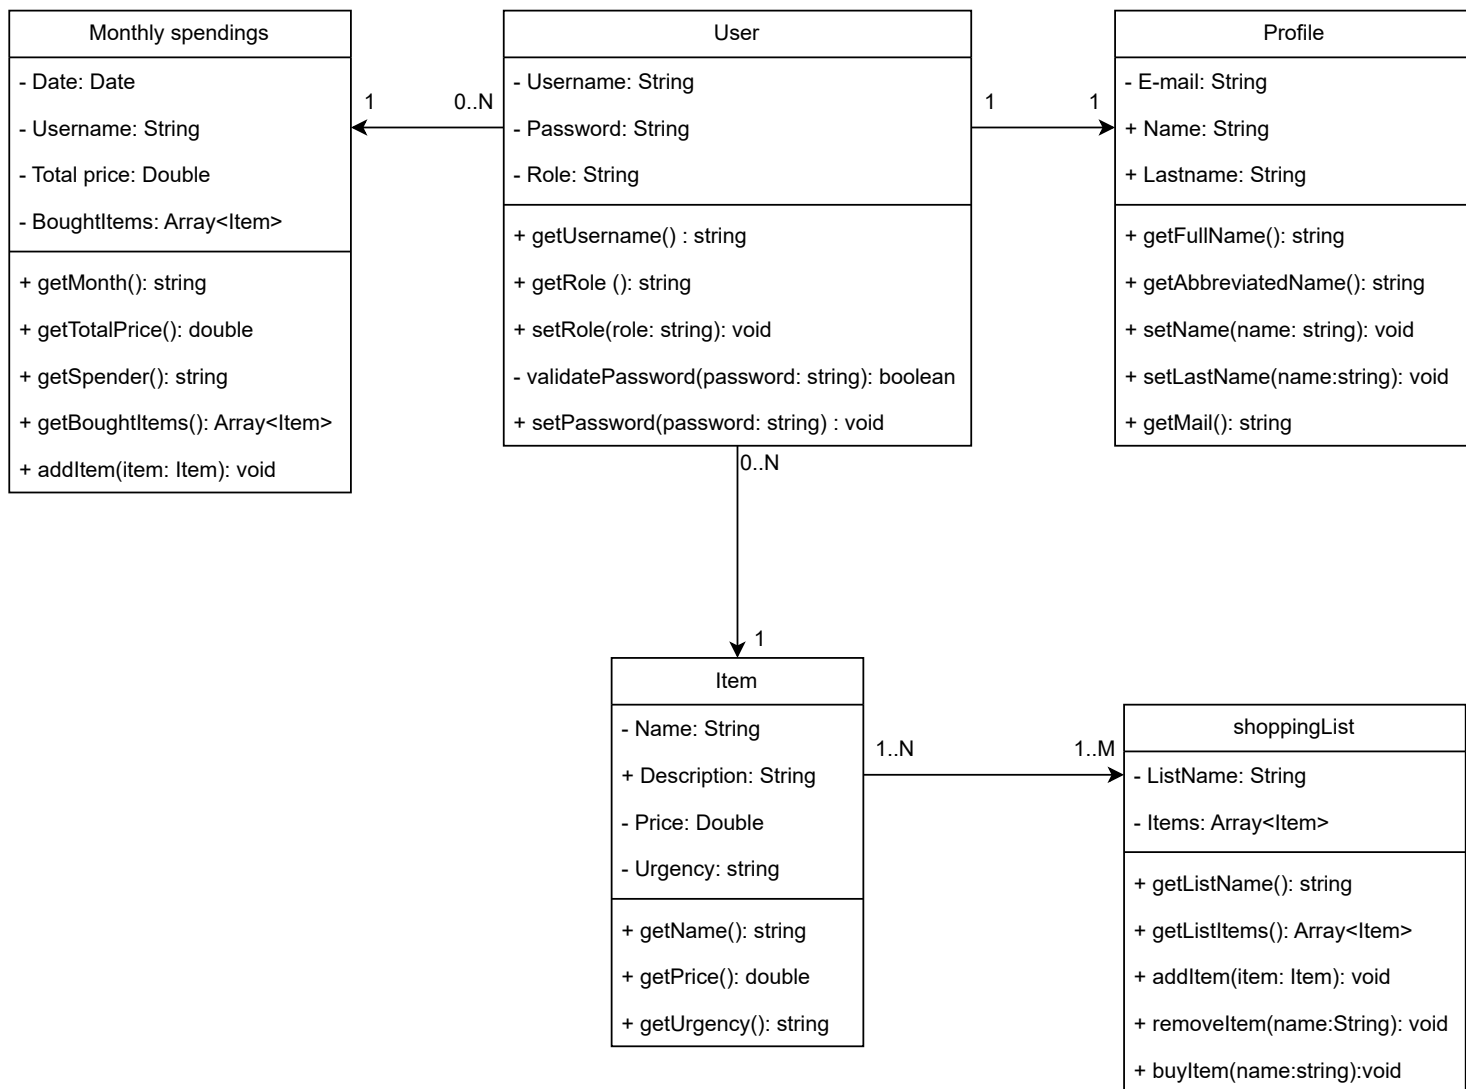 Monthly spendings
- Date: Date
- Username: String
- Total price: Double
- BoughtItems: Array<Item>
+ getMonth(): string
+ getTotalPrice(): double
+ getSpender(): string
+ getBoughtItems(): Array<Item>
+ addItem(item: Item): void
1
0..N
User
- Username: String
- Password: String
- Role: String
+ getUsername() : string
+ getRole (): string
+ setRole(role: string): void
- validatePassword(password: string): boolean
+ setPassword(password: string) : void
1
1
Profile
- E-mail: String
+ Name: String
+ Lastname: String
+ getFullName(): string
+ getAbbreviatedName(): string
+ setName(name: string): void
+ setLastName(name:string): void
+ getMail(): string
0..N
1
Item
- Name: String
+ Description: String
- Price: Double
- Urgency: string
+ getName(): string
+ getPrice(): double
+ getUrgency(): string
1..N
1..M
shoppingList
- ListName: String
- Items: Array<Item>
+ getListName(): string
+ getListItems(): Array<Item>
+ addItem(item: Item): void
+ removeItem(name:String): void
+ buyItem(name:string):void